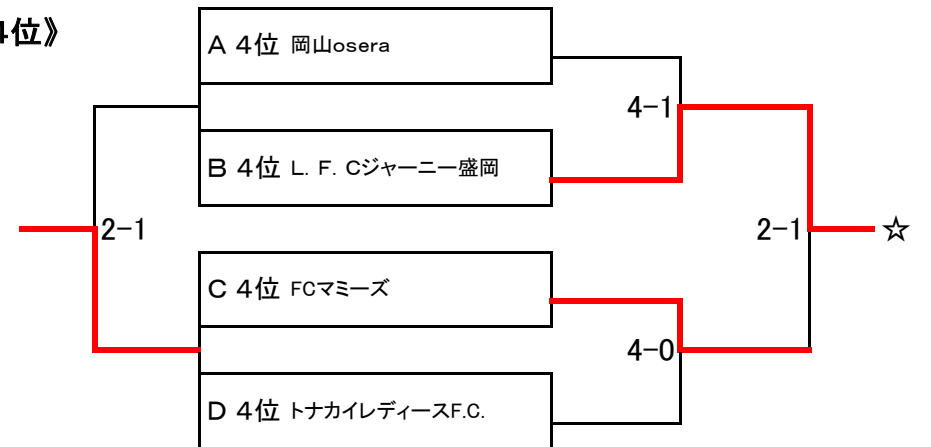 4位》
A 4位 岡山osera
4-1
B 4位 L. F. Cジャーニー盛岡
2-1
2-1 ☆
C 4位 FCマミーズ
4-0
D 4位 トナカイレディースF.C.